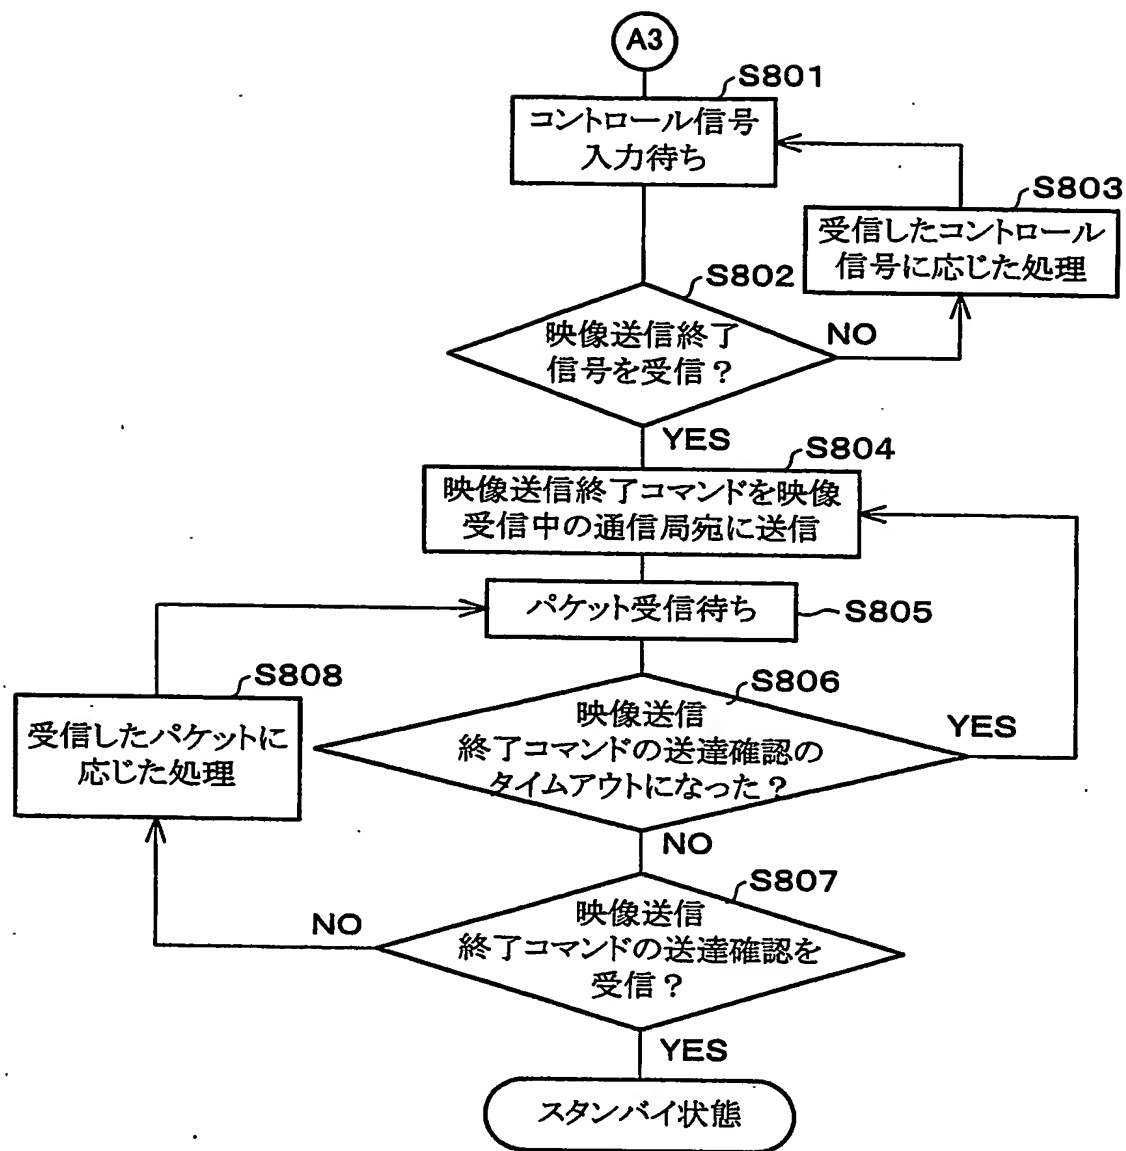 A3
S801
コントロール信号
入力待ち
S803
受信したコントロール
信号に応じた処理
S802
映像送信終了
信号を受信？
NO
YES
S804
映像送信終了コマンドを映像
受信中の通信局宛に送信
パケット受信待ち
S805
S808
受信したパケットに
応じた処理
S806
映像送信
終了コマンドの送達確認の
タイムアウトになった？
YES
NO
S807
映像送信
終了コマンドの送達確認を
受信？
NO
YES
スタンバイ状態